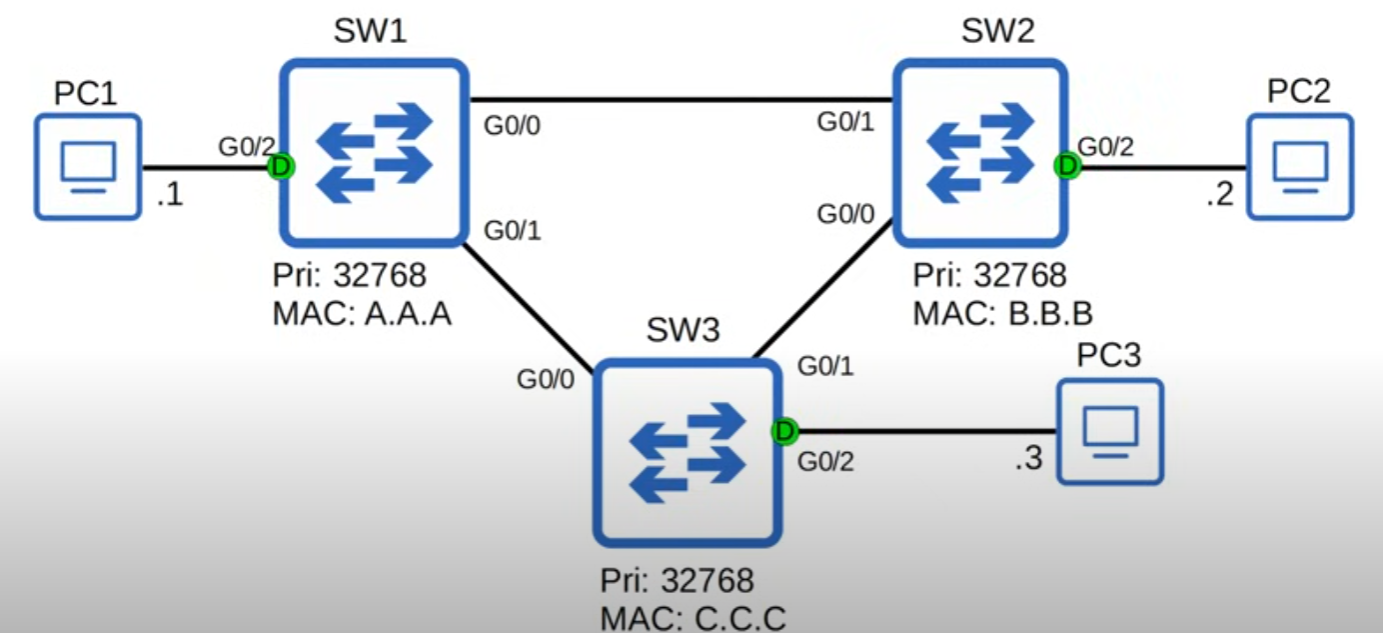 SW1
SW2
PC1
PC2
G0/2
D
G0/0
G0/1
D
G0/2
.1
.2
G0/1
G0/0
Pri: 32768
MAC: A.A.A
Pri: 32768
MAC: B.B.B
SW3
PC3
G0/0
G0/1
D
G0/2
.3
Pri: 32768
MAC: C.C.C